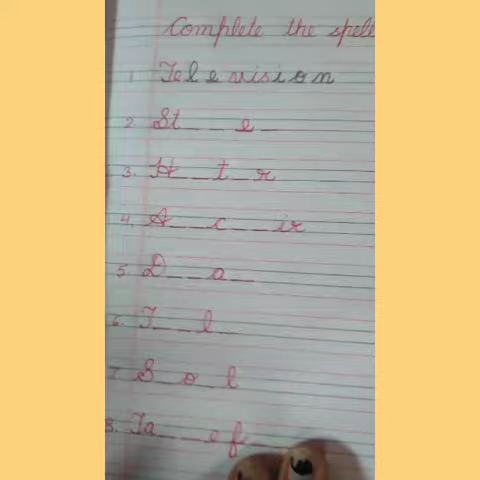 Complete the spell
1. Television
2. St _ _ e _
3. H _ t _ r
4. A _ c _ _ ir
5. D _ _ a _
6. T _ _ l _
7. S _ o _ l
8. Ta _ _ e f _